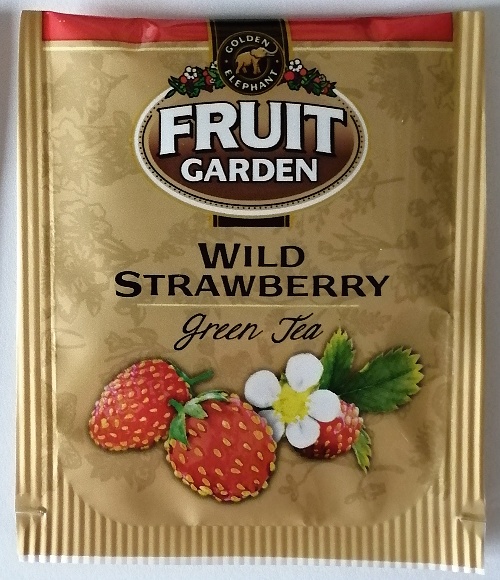 GOLDEN
ELEPHANT
FRUIT
GARDEN
WILD
STRAWBERRY
Green Tea